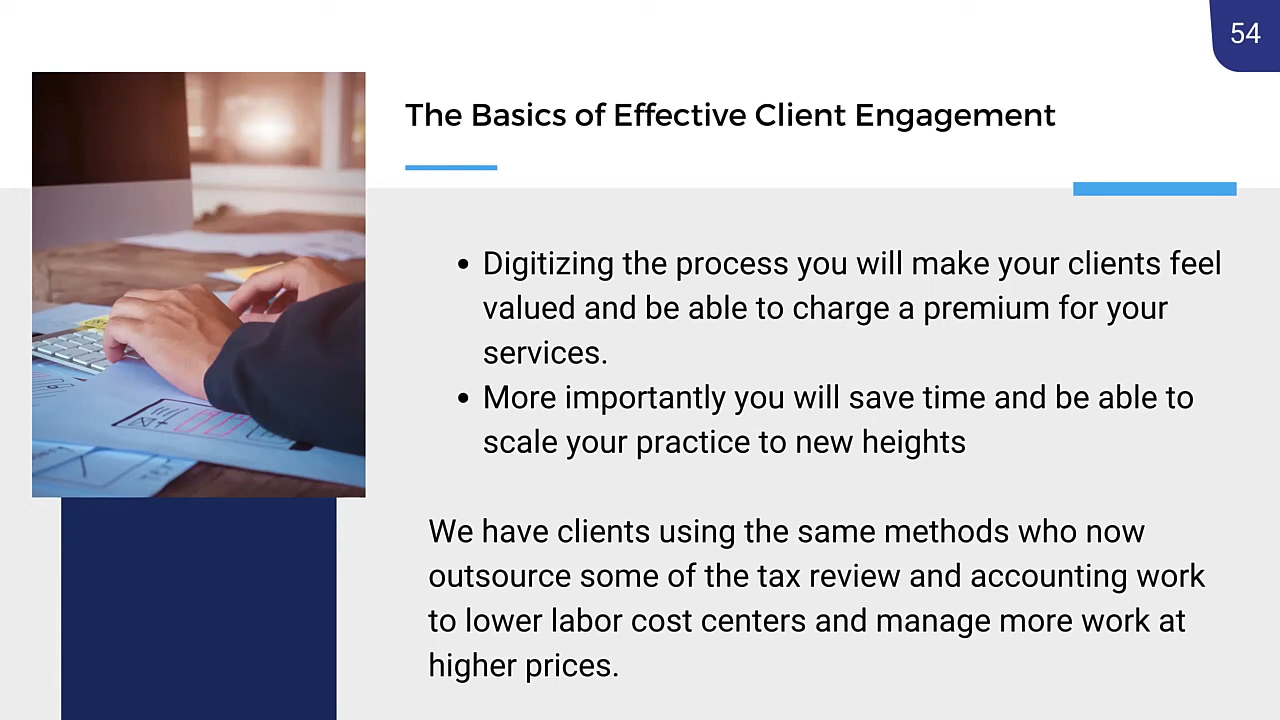 54
The Basics of Effective Client Engagement
• Digitizing the process you will make your clients feel
valued and be able to charge a premium for your
services.
• More importantly you will save time and be able to
scale your practice to new heights
We have clients using the same methods who now
outsource some of the tax review and accounting work
to lower labor cost centers and manage more work at
higher prices.